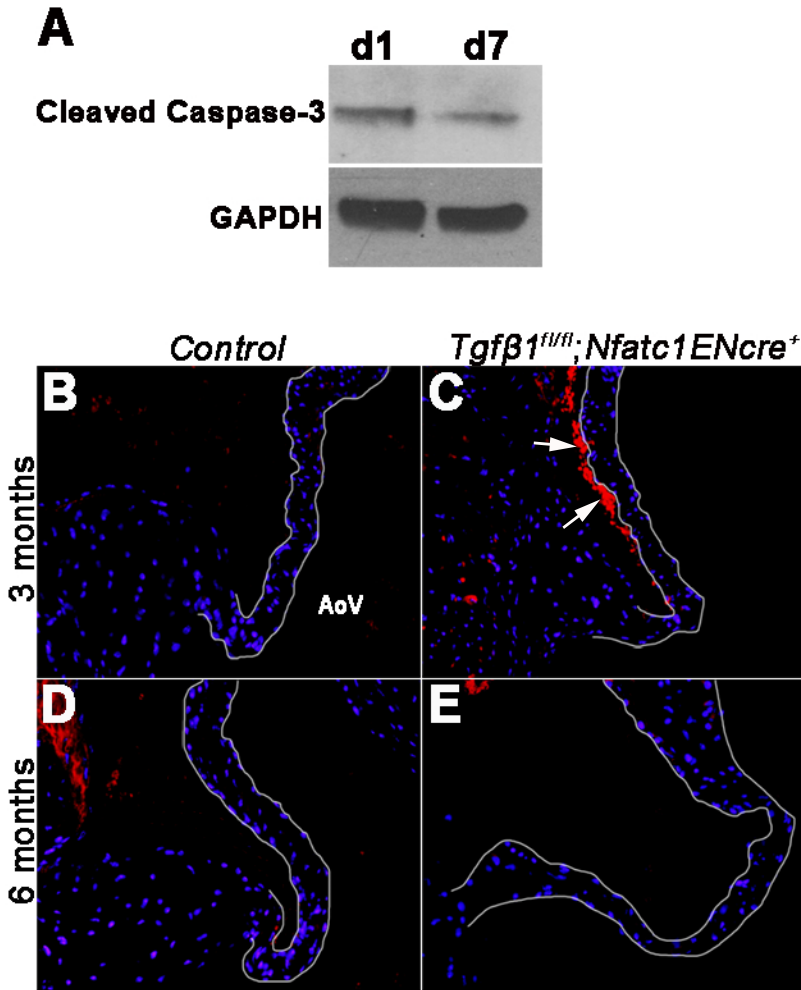 A
d1 d7
Cleaved Caspase-3
GAPDH
Control Tgfβ1fl/fl;Nfatc1ENcre+
3 months
B
AoV
C
6 months
D
E